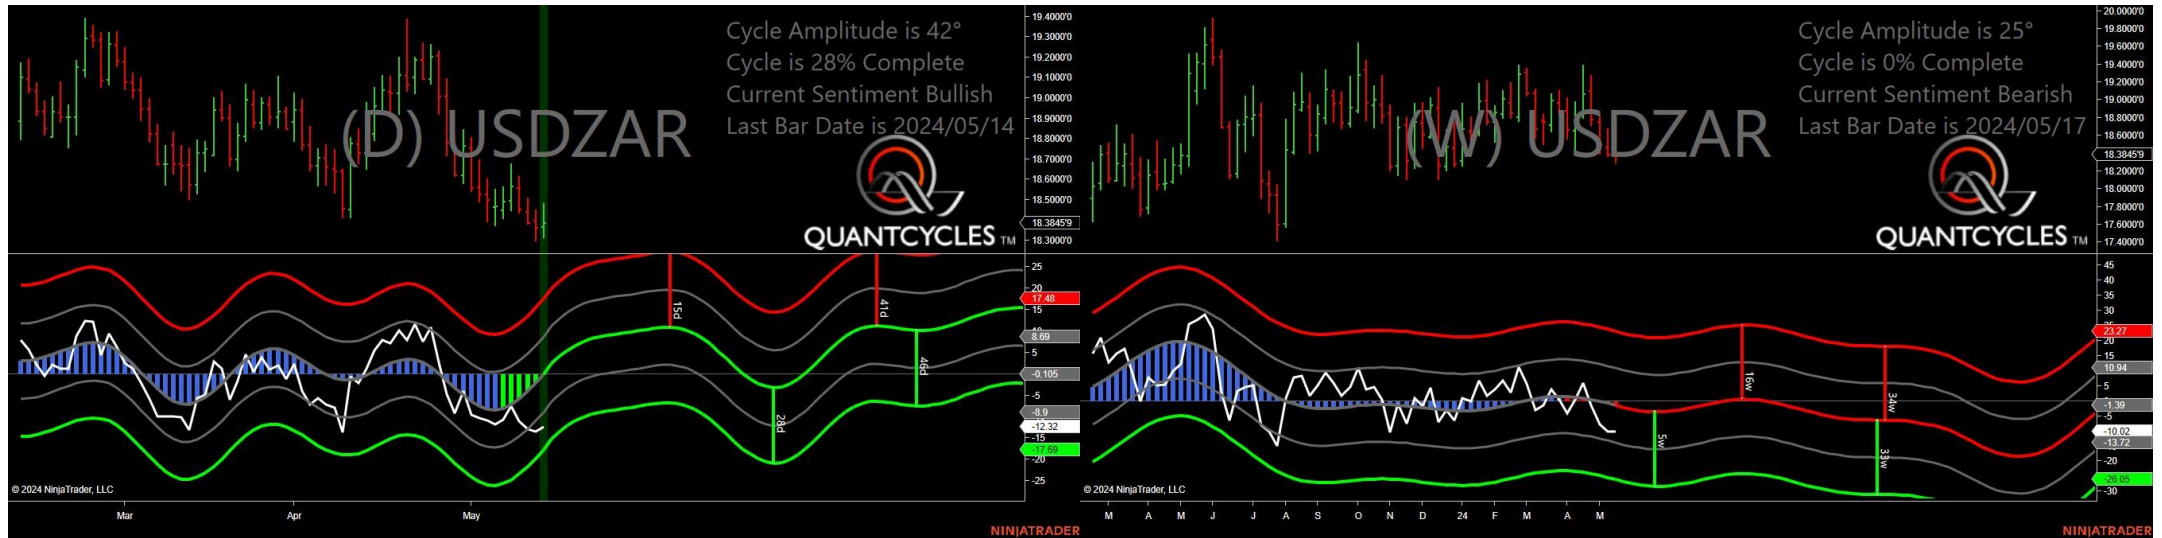 Cycle Amplitude is 42°
Cycle is 28% Complete
Current Sentiment Bullish
Last Bar Date is 2024/05/14
(D) USDZAR
QUANTCYCLES TM
19.4000'0
19.3000'0
19.2000'0
19.1000'0
19.0000'0
18.9000'0
18.8000'0
18.7000'0
18.6000'0
18.5000'0
18.3845'9
18.3000'0
25
20
17.48
15
8.69
5
-0.105
-5
-8.9
-12.32
-15
-17.69
-20
-25
15d
28d
41d
46d
© 2024 NinjaTrader, LLC
Mar
Apr
May
NINJATRADER
Cycle Amplitude is 25°
Cycle is 0% Complete
Current Sentiment Bearish
Last Bar Date is 2024/05/17
(W) USDZAR
QUANTCYCLES TM
20.0000'0
19.8000'0
19.6000'0
19.4000'0
19.2000'0
19.0000'0
18.8000'0
18.6000'0
18.3845'9
18.2000'0
18.0000'0
17.8000'0
17.6000'0
17.4000'0
45
40
35
30
23.27
20
15
10.94
5
-1.39
-5
-10.02
-13.72
-20
-26.05
-30
5w
16w
34w
33w
© 2024 NinjaTrader, LLC
M A M J J A S O N D 24 F M A M
NINJATRADER